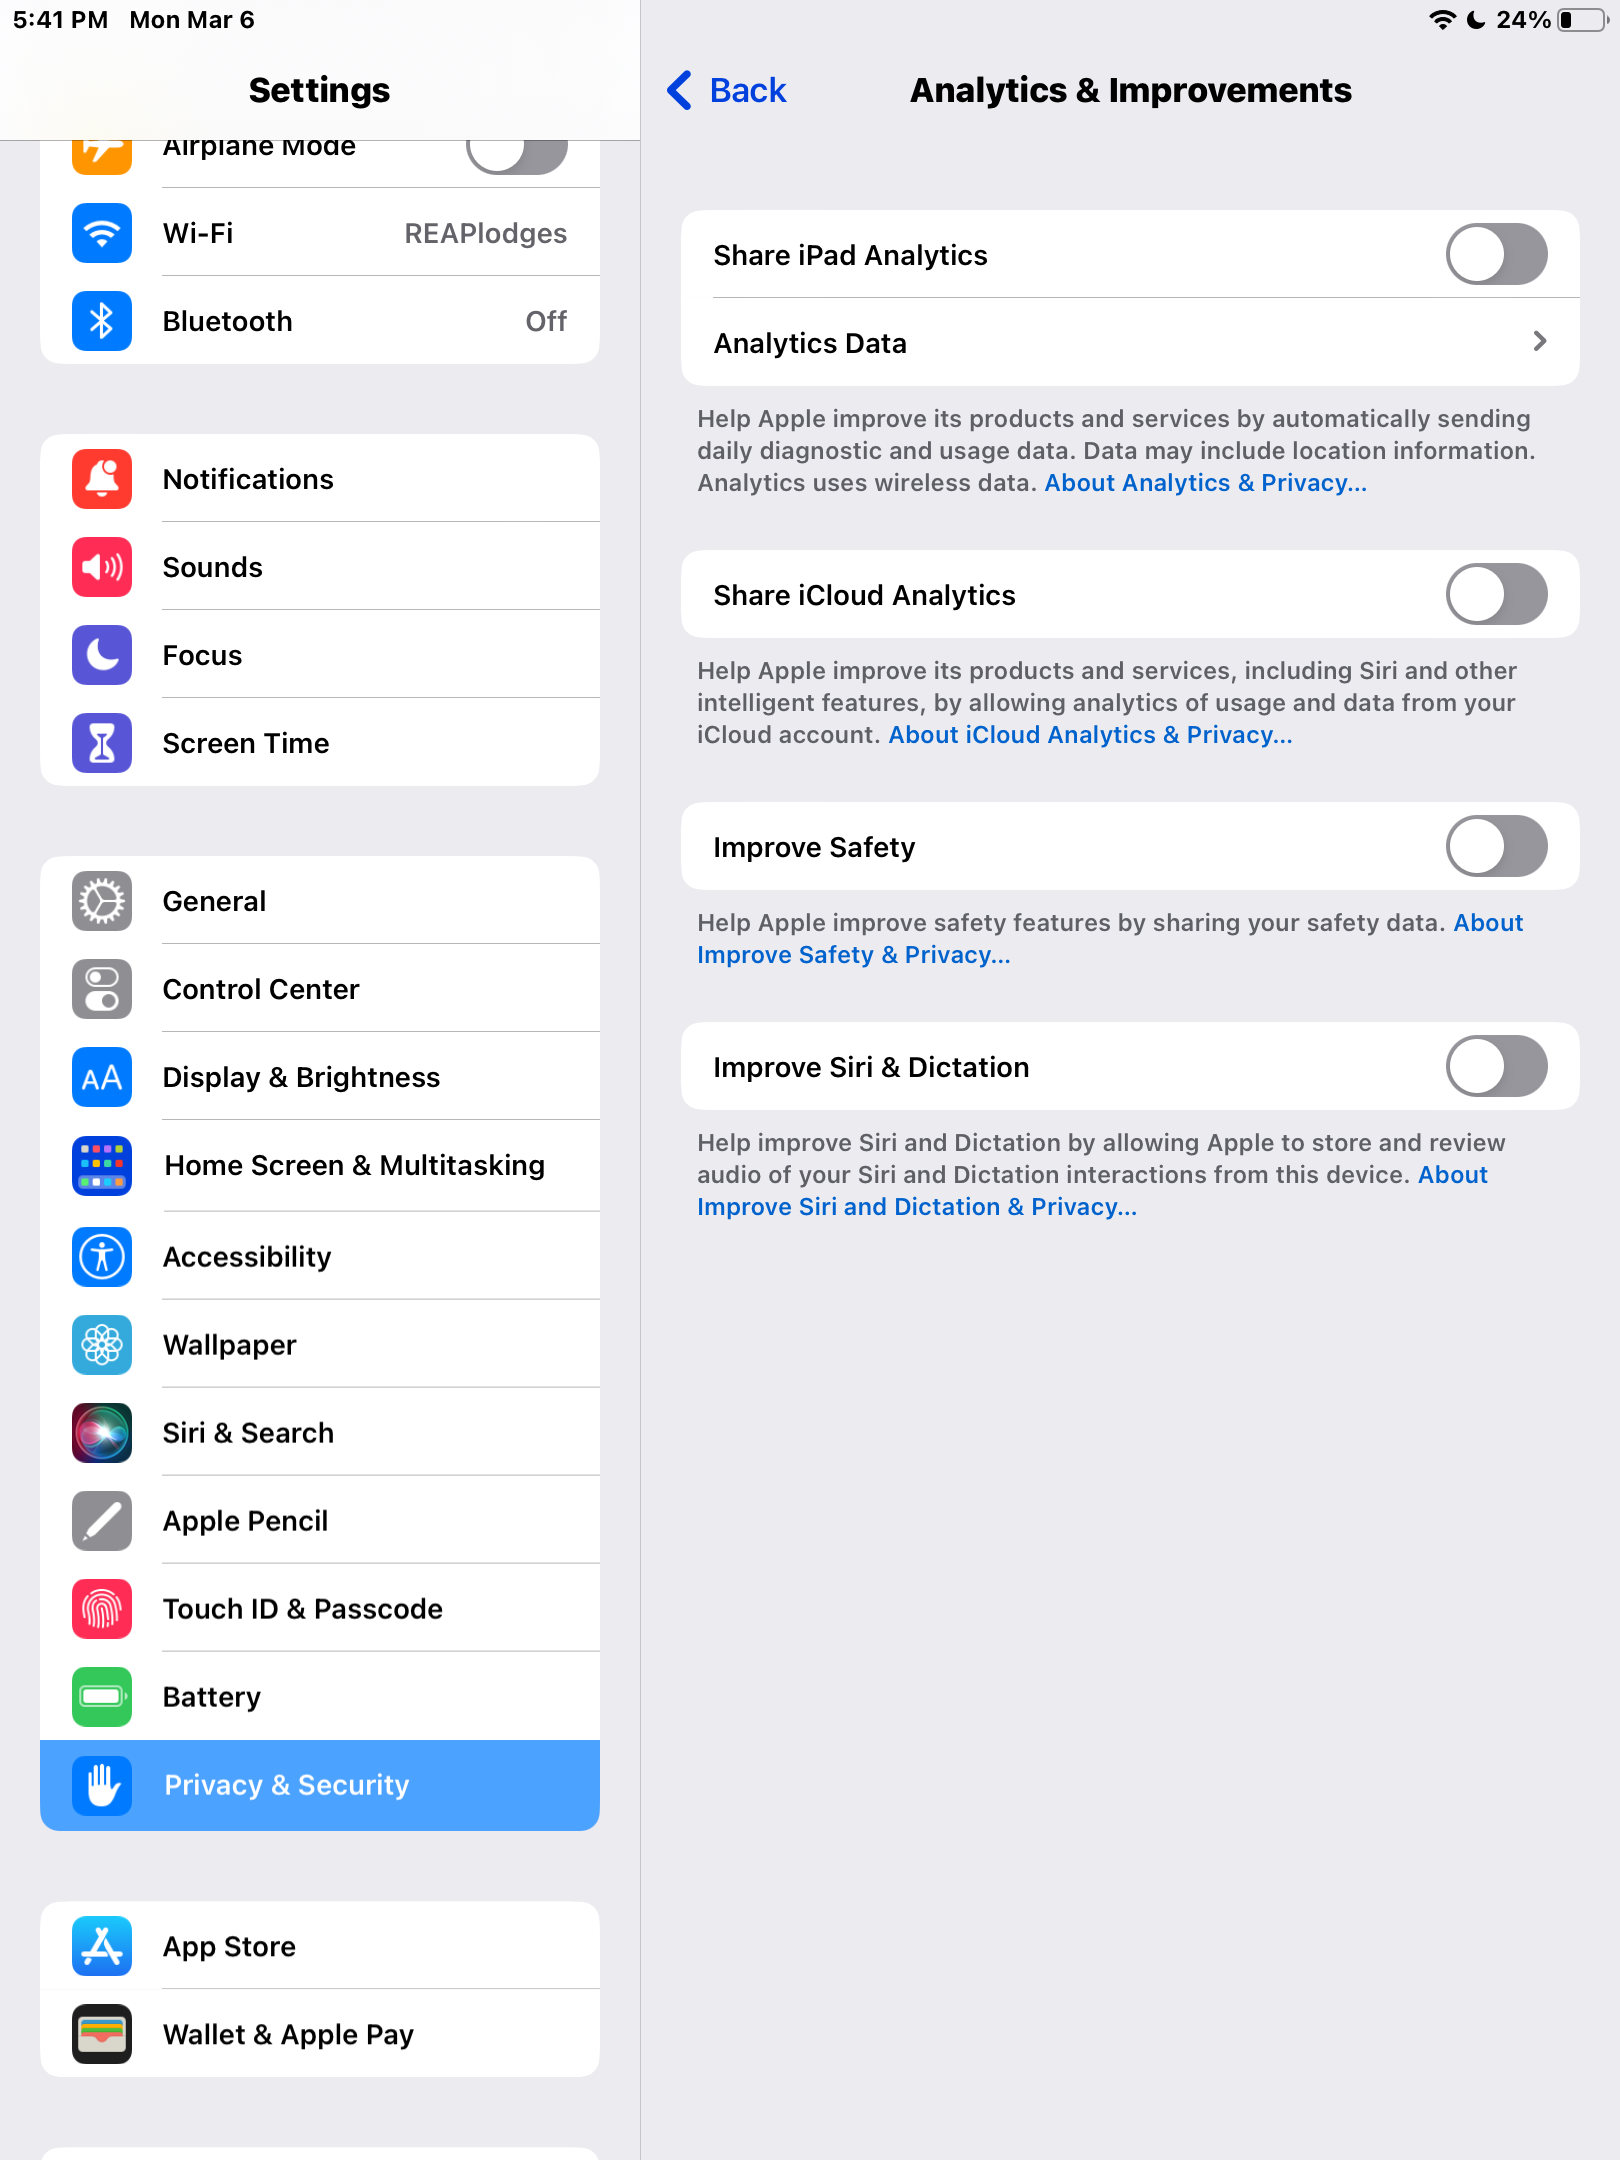 5:41 PM Mon Mar 6
24%
Settings
Airplane Mode
Wi-Fi REAPlodges
Bluetooth Off
Notifications
Sounds
Focus
Screen Time
General
Control Center
AA Display & Brightness
Home Screen & Multitasking
Accessibility
Wallpaper
Siri & Search
Apple Pencil
Touch ID & Passcode
Battery
Privacy & Security
App Store
Wallet & Apple Pay
Back Analytics & Improvements
Share iPad Analytics
Analytics Data
Help Apple improve its products and services by automatically sending
daily diagnostic and usage data. Data may include location information.
Analytics uses wireless data. About Analytics & Privacy...
Share iCloud Analytics
Help Apple improve its products and services, including Siri and other
intelligent features, by allowing analytics of usage and data from your
iCloud account. About iCloud Analytics & Privacy...
Improve Safety
Help Apple improve safety features by sharing your safety data. About
Improve Safety & Privacy...
Improve Siri & Dictation
Help improve Siri and Dictation by allowing Apple to store and review
audio of your Siri and Dictation interactions from this device. About
Improve Siri and Dictation & Privacy...